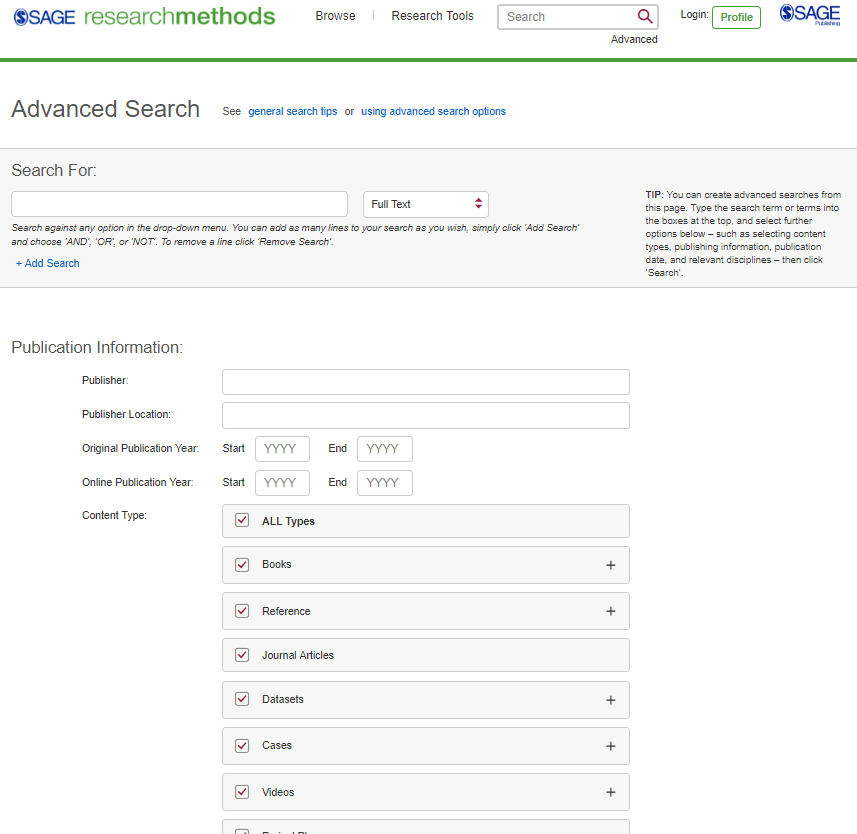 SAGE researchmethods
Browse
Research Tools
Search
Advanced
Login:
Profile
SAGE
Publishing
Advanced Search
See general search tips or using advanced search options
Search For:
Full Text
Search against any option in the drop-down menu. You can add as many lines to your search as you wish, simply click 'Add Search'
and choose 'AND', 'OR', or 'NOT'. To remove a line click 'Remove Search'.
+ Add Search
TIP: You can create advanced searches from
this page. Type the search term or terms into
the boxes at the top, and select further
options below – such as selecting content
types, publishing information, publication
date, and relevant disciplines – then click
'Search'.
Publication Information:
Publisher:
Publisher Location:
Original Publication Year: Start YYYY End YYYY
Online Publication Year: Start YYYY End YYYY
Content Type:
ALL Types
Books +
Reference +
Journal Articles
Datasets +
Cases +
Videos +